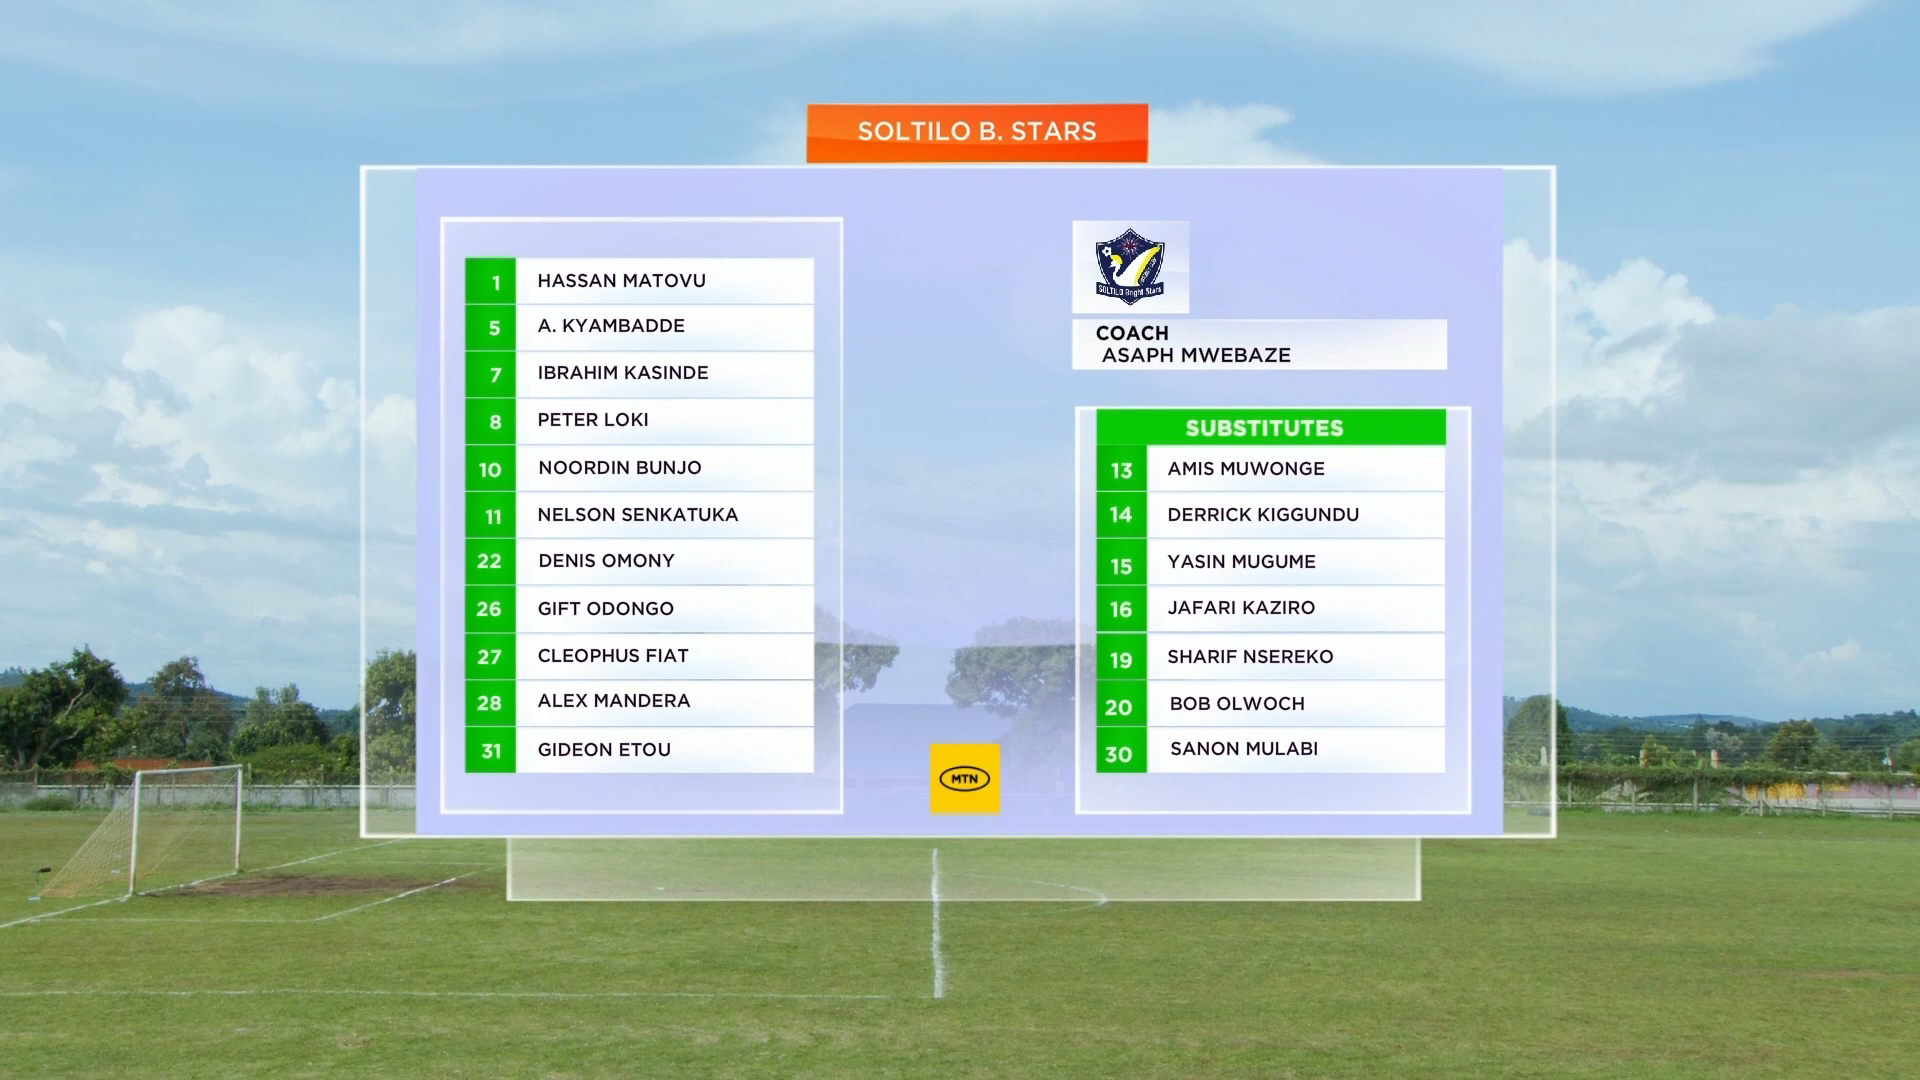 SOLTILO B. STARS
1 HASSAN MATOVU
5 A. KYAMBADDE
7 IBRAHIM KASINDE
8 PETER LOKI
10 NOORDIN BUNJO
11 NELSON SENKATUKA
22 DENIS OMONY
26 GIFT ODONGO
27 CLEOPHUS FIAT
28 ALEX MANDERA
31 GIDEON ETOU
SOLTILO Bright Stars
COACH
ASAPH MWEBAZE
SUBSTITUTES
13 AMIS MUWONGE
14 DERRICK KIGGUNDU
15 YASIN MUGUME
16 JAFARI KAZIRO
19 SHARIF NSEREKO
20 BOB OLWOCH
30 SANON MULABI
MTN